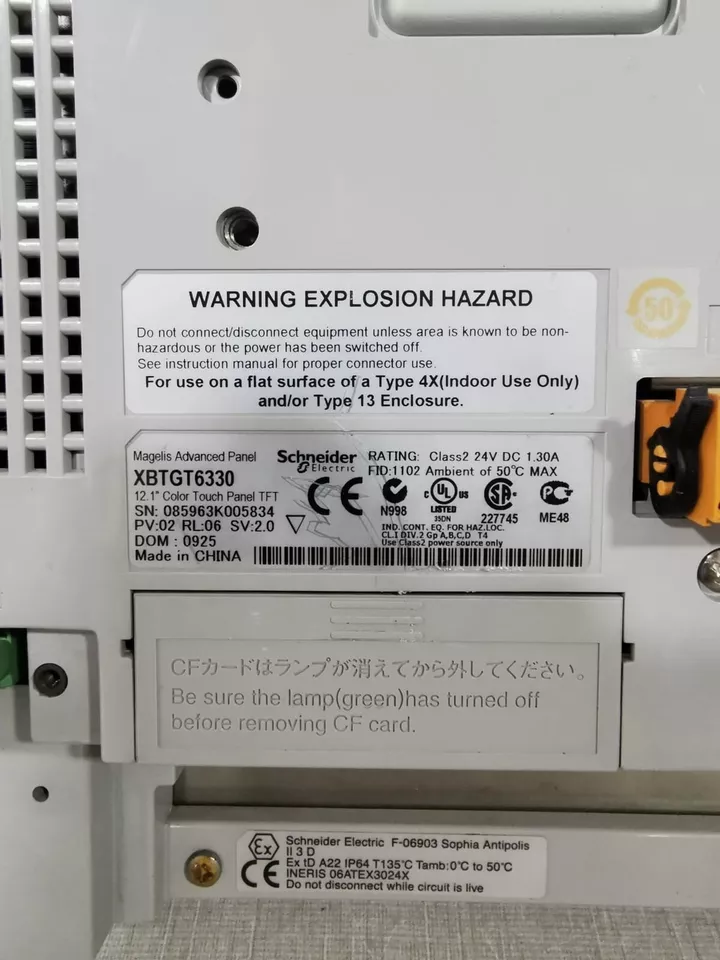 WARNING EXPLOSION HAZARD
Do not connect/disconnect equipment unless area is known to be non-
hazardous or the power has been switched off.
See instruction manual for proper connector use.
For use on a flat surface of a Type 4X(Indoor Use Only)
and/or Type 13 Enclosure.
50
Magelis Advanced Panel
XBTGT6330
12.1" Color Touch Panel TFT
SN: 085963K005834
PV:02 RL:06 SV:2.0
DOM : 0925
Made in CHINA
Schneider
Electric
RATING: Class2 24V DC 1.30A
FID:1102 Ambient of 50°C MAX
CE
N998
c UL us
LISTED
35DN
SA
227745
ME48
IND. CONT. EQ. FOR HAZ.LOC.
CL.I DIV.2 Gp A,B,C,D T4
Use Class2 power source only
CFカードはランプが消えてから外してください。
Be sure the lamp(green)has turned off
before removing CF card.
Ex
CE
Schneider Electric F-06903 Sophia Antipolis
II 3 D
Ex tD A22 IP64 T135°C Tamb:0°C to 50°C
INERIS 06ATEX3024X
Do not disconnect while circuit is live